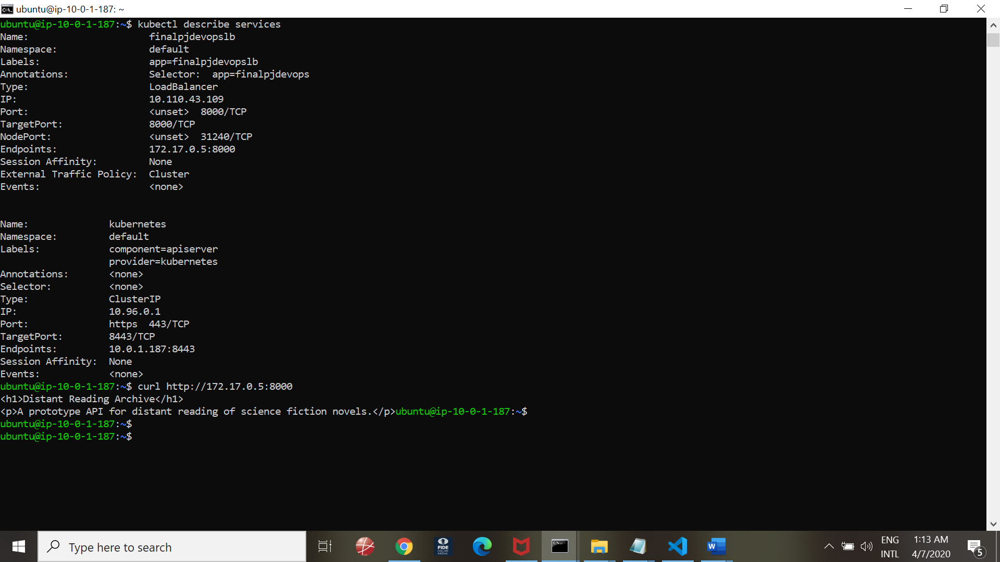 ubuntu@ip-10-0-1-187: ~
ubuntu@ip-10-0-1-187:~$ kubectl describe services
Name:                     finalpjdevopslb
Namespace:                default
Labels:                   app=finalpjdevopslb
Annotations:              Selector:  app=finalpjdevops
Type:                     LoadBalancer
IP:                       10.110.43.109
Port:                     <unset>  8000/TCP
TargetPort:               8000/TCP
NodePort:                 <unset>  31240/TCP
Endpoints:                172.17.0.5:8000
Session Affinity:         None
External Traffic Policy:  Cluster
Events:                   <none>
Name:              kubernetes
Namespace:         default
Labels:            component=apiserver
                   provider=kubernetes
Annotations:       <none>
Selector:          <none>
Type:              ClusterIP
IP:                10.96.0.1
Port:              https  443/TCP
TargetPort:        8443/TCP
Endpoints:         10.0.1.187:8443
Session Affinity:  None
Events:            <none>
ubuntu@ip-10-0-1-187:~$ curl http://172.17.0.5:8000
<h1>Distant Reading Archive</h1>
<p>A prototype API for distant reading of science fiction novels.</p>ubuntu@ip-10-0-1-187:~$
ubuntu@ip-10-0-1-187:~$
ubuntu@ip-10-0-1-187:~$
Type here to search
FIDE
ONLINE
ARENA
ENG
INTL
1:13 AM
4/7/2020
5